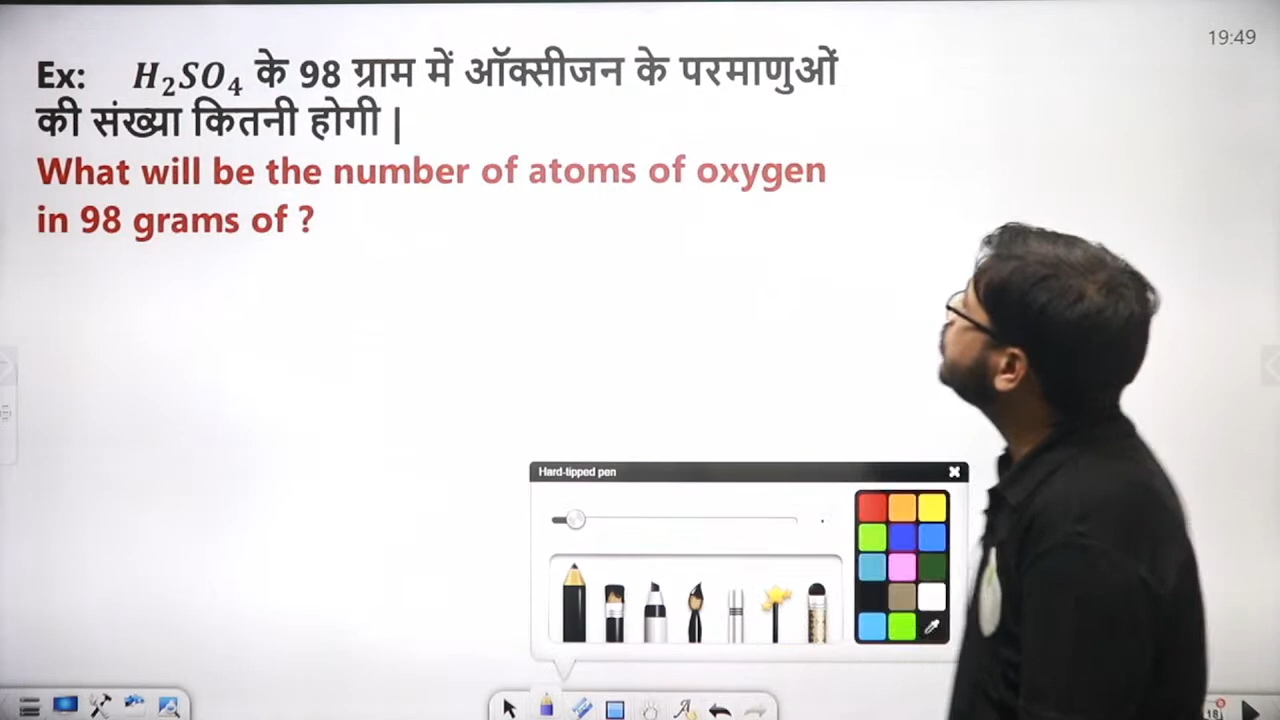 19:49
Ex: H₂SO₄ के 98 ग्राम में ऑक्सीजन के परमाणुओं
की संख्या कितनी होगी |
What will be the number of atoms of oxygen
in 98 grams of ?
Hard-tipped pen
18